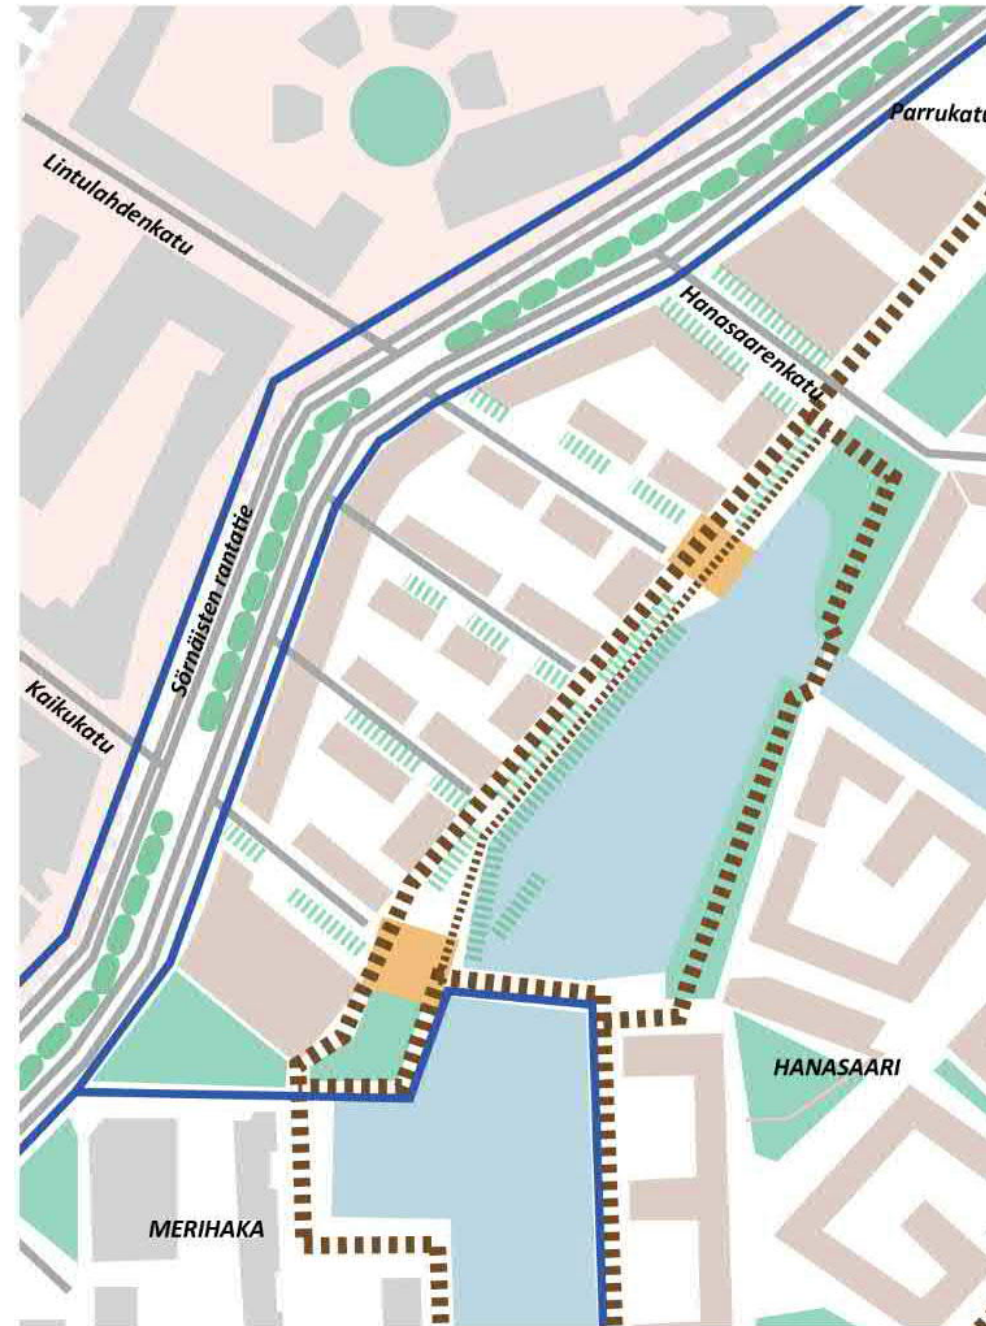 Parrukatu
Lintulahdenkatu
Hanasaarenkatu
Sörnäisten rantatie
Kaikukatu
HANASAARI
MERIHAKA